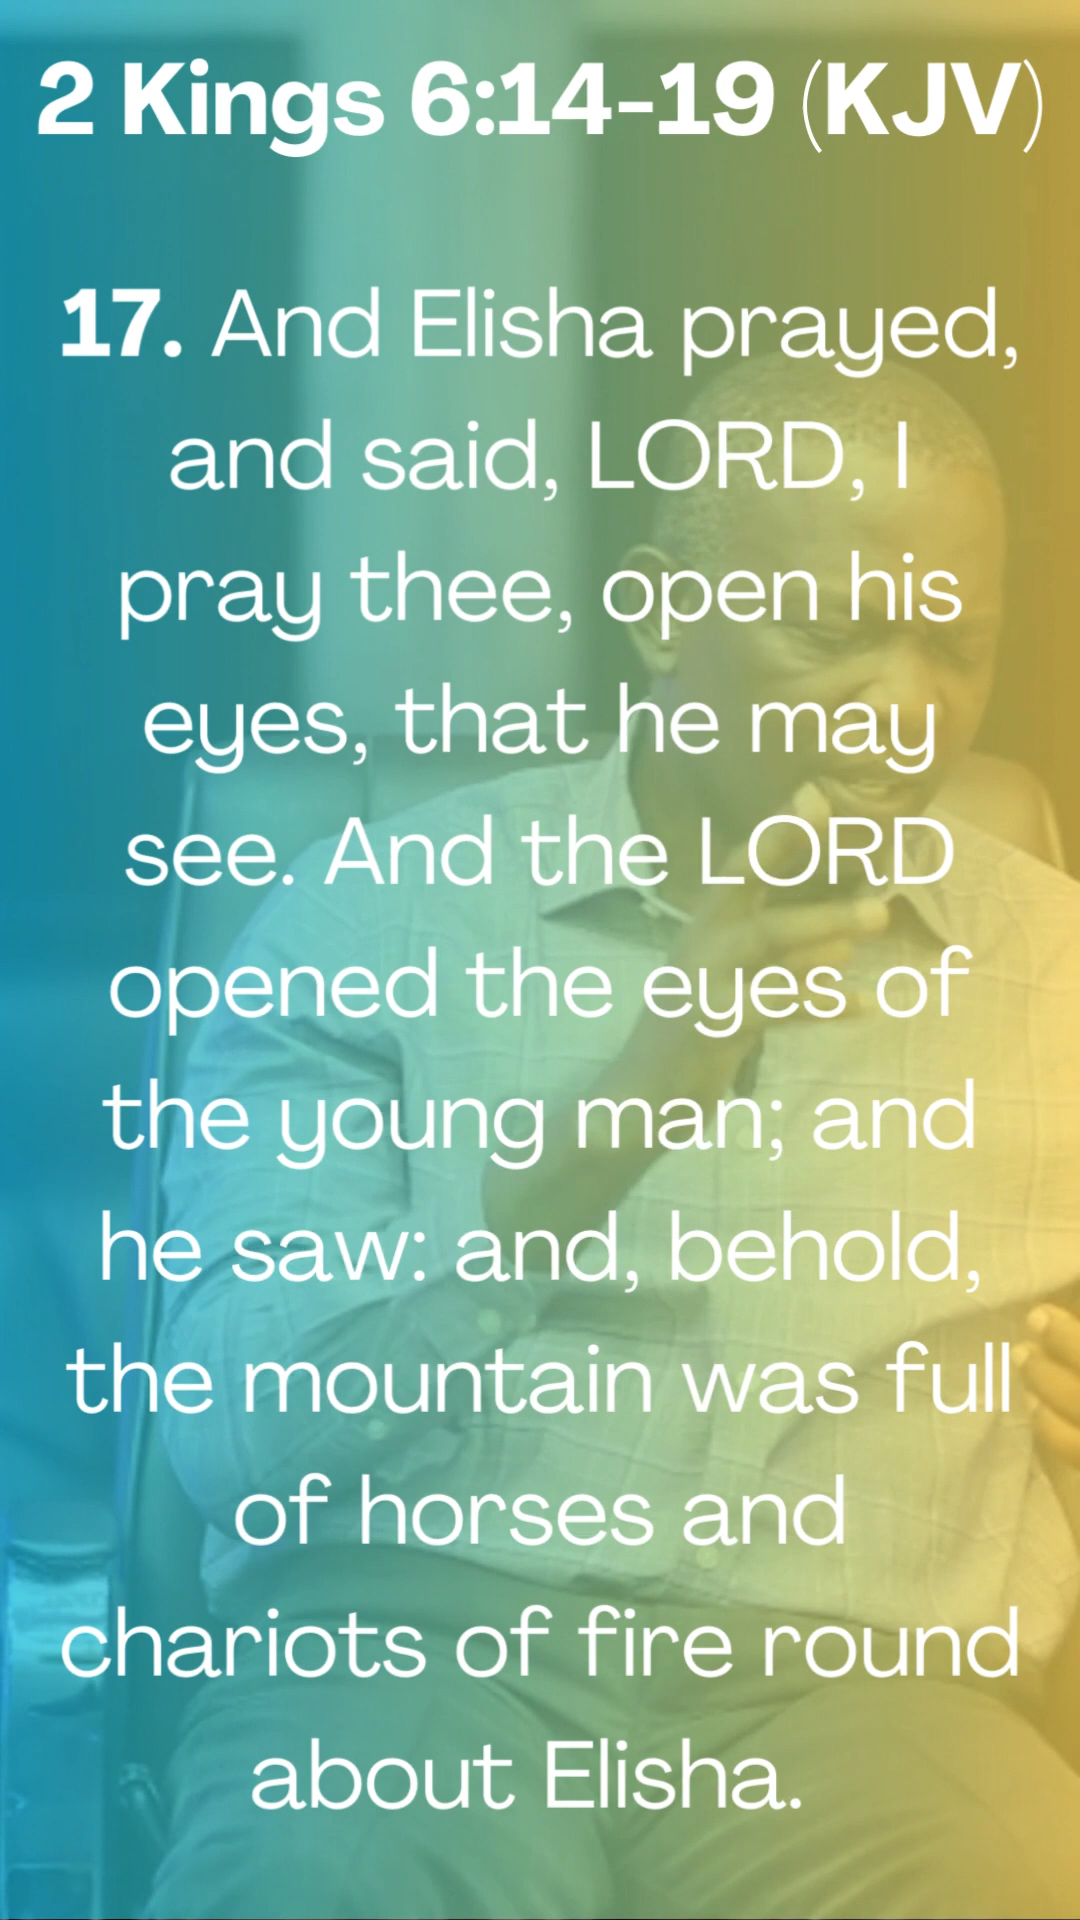 2 Kings 6:14-19 (KJV)
17. And Elisha prayed,
and said, LORD, I
pray thee, open his
eyes, that he may
see. And the LORD
opened the eyes of
the young man; and
he saw: and, behold,
the mountain was full
of horses and
chariots of fire round
about Elisha.